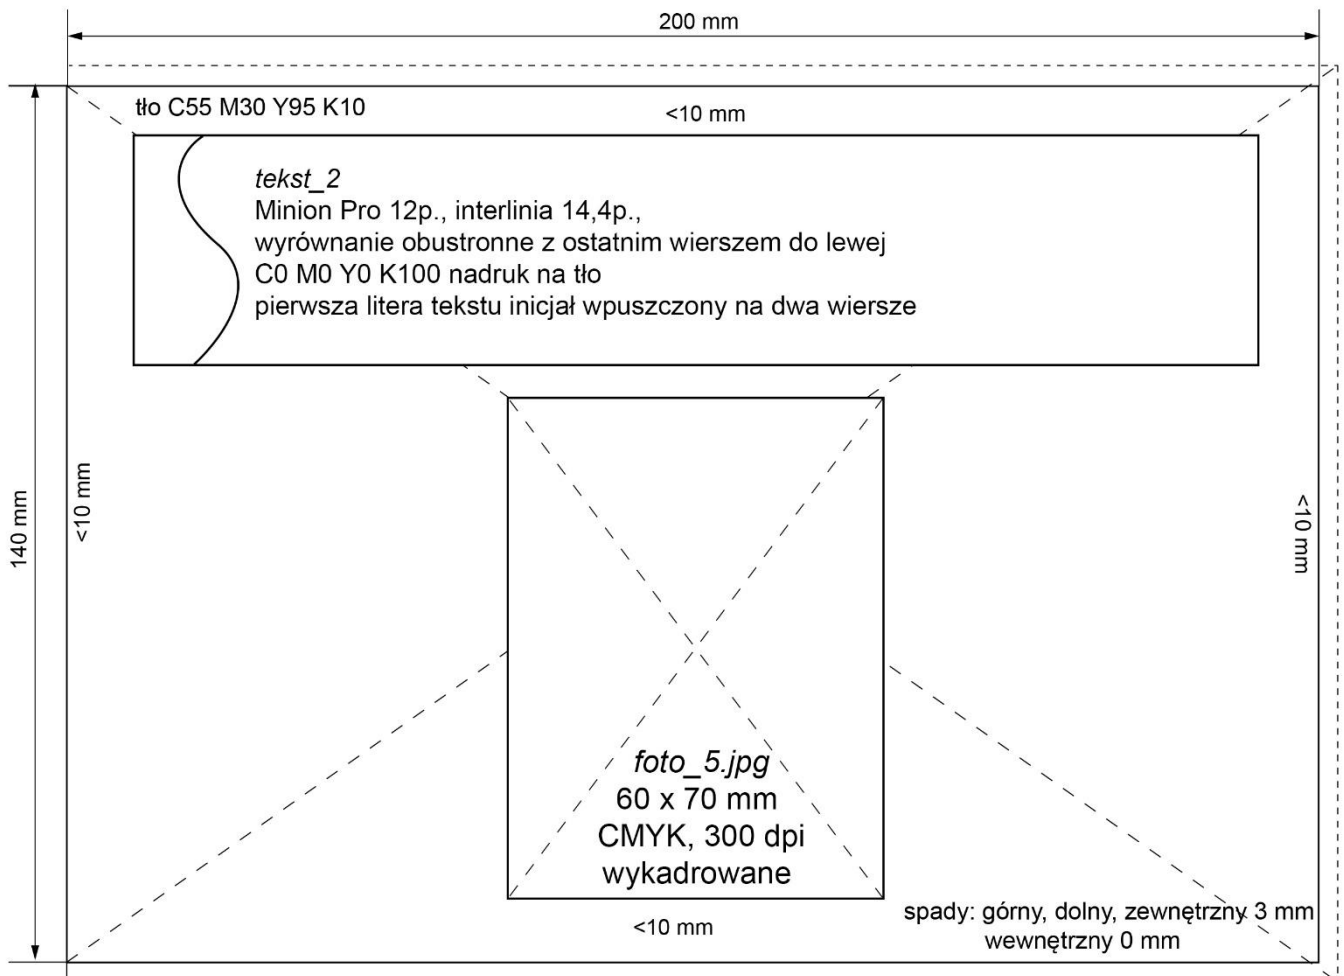 200 mm
tło C55 M30 Y95 K10
<10 mm
tekst_2
Minion Pro 12p., interlinia 14,4p.,
wyrównanie obustronne z ostatnim wierszem do lewej
C0 M0 Y0 K100 nadruk na tło
pierwsza litera tekstu inicjał wpuszczony na dwa wiersze
140 mm
<10 mm
<10 mm
foto_5.jpg
60 x 70 mm
CMYK, 300 dpi
wykadrowane
<10 mm
spady: górny, dolny, zewnętrzny 3 mm
wewnętrzny 0 mm